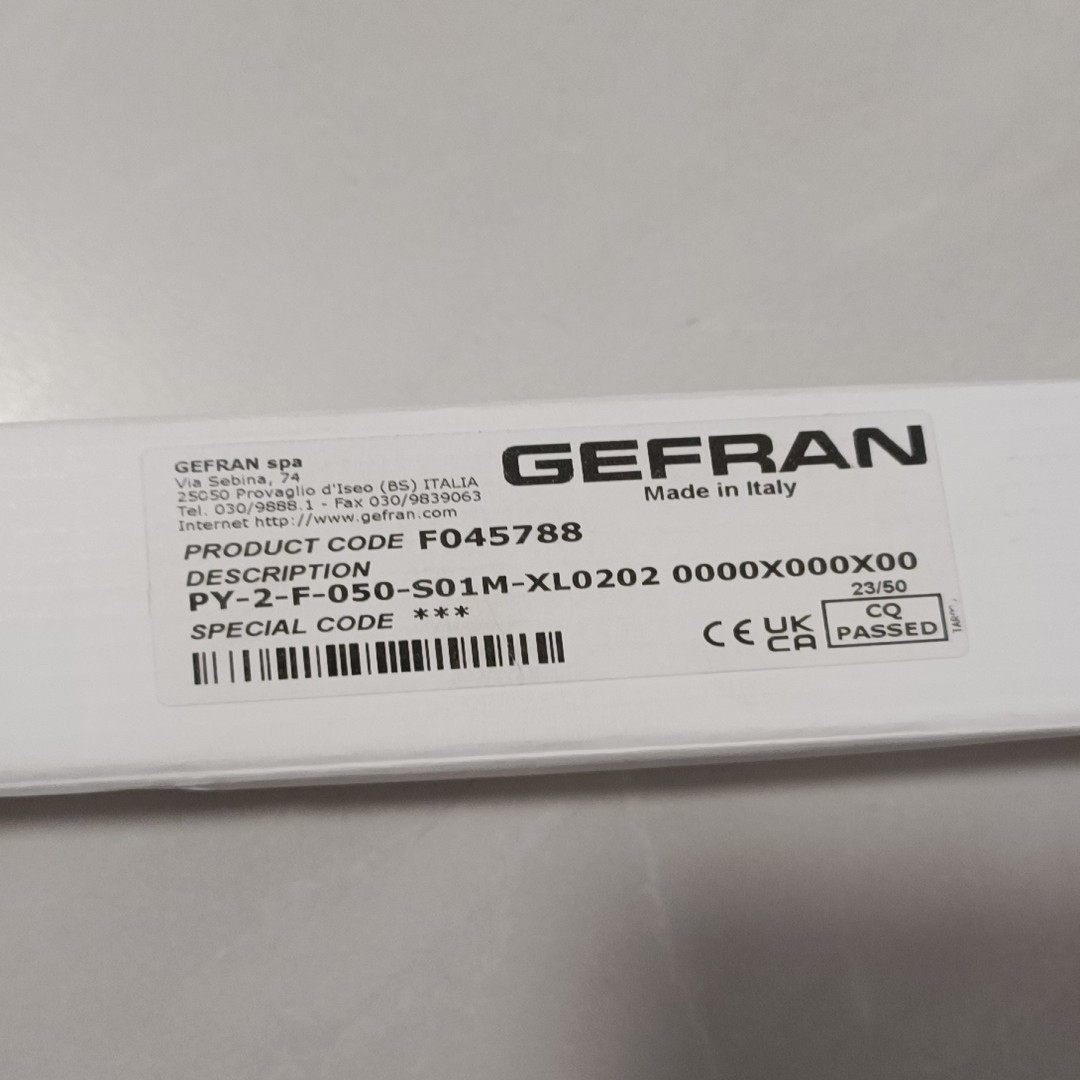 GEFRAN spa
Via Sebina, 74
25050 Provaglio d'Iseo (BS) ITALIA
Tel. 030/9888.1 - Fax 030/9839063
Internet http://www.gefran.com
GEFRAN
Made in Italy
PRODUCT CODE F045788
DESCRIPTION
PY-2-F-050-S01M-XL0202 0000X000X00
SPECIAL CODE ***
23/50
CE UK CA
CQ
PASSED